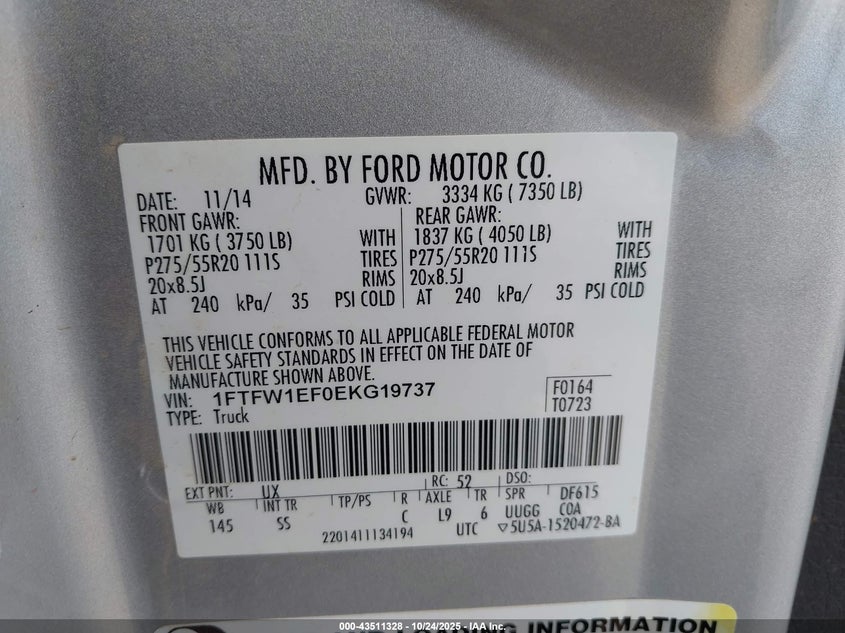 MFD. BY FORD MOTOR CO.
DATE: 11/14 GVWR: 3334 KG ( 7350 LB)
FRONT GAWR: REAR GAWR:
1701 KG ( 3750 LB) WITH 1837 KG ( 4050 LB) WITH
P275/55R20 111S TIRES P275/55R20 111S TIRES
20x8.5J RIMS 20x8.5J RIMS
AT 240 kPa/ 35 PSI COLD AT 240 kPa/ 35 PSI COLD
THIS VEHICLE CONFORMS TO ALL APPLICABLE FEDERAL MOTOR
VEHICLE SAFETY STANDARDS IN EFFECT ON THE DATE OF
MANUFACTURE SHOWN ABOVE.
VIN: 1FTFW1EF0EKG19737 F0164
TYPE: Truck T0723
EXT PNT: UX RC: 52 DSO:
WB INT TR TP/PS R AXLE TR SPR DF615
145 SS C L9 6 UUGG COA
2201411134194 UTC ▽5U5A-1520472-BA
LOADING INFORMATION
000-43511328 - 10/24/2025 - IAA Inc.